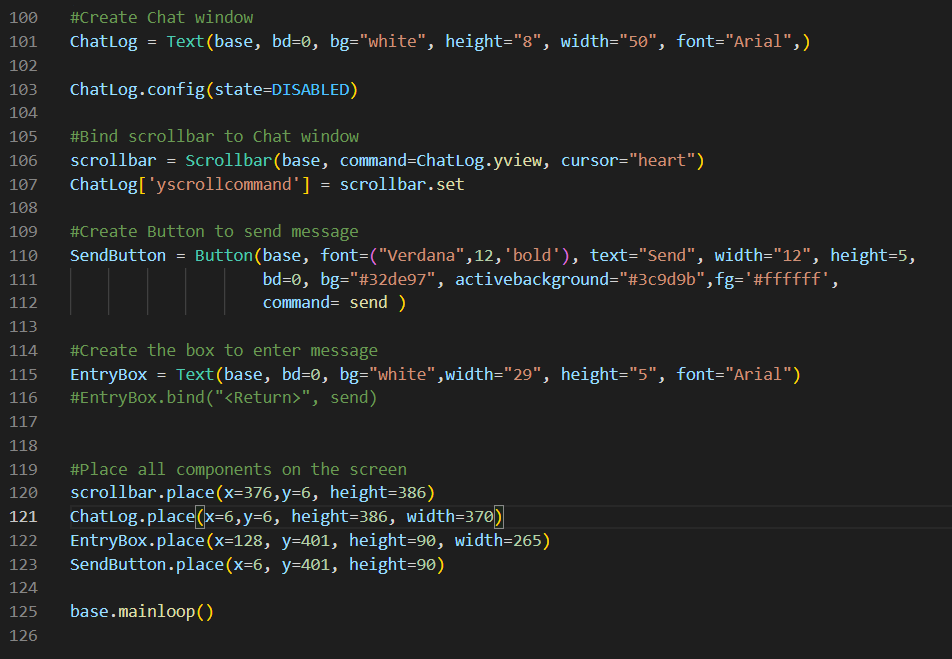 100 #Create Chat window
101 ChatLog = Text(base, bd=0, bg="white", height="8", width="50", font="Arial",)
102
103 ChatLog.config(state=DISABLED)
104
105 #Bind scrollbar to Chat window
106 scrollbar = Scrollbar(base, command=ChatLog.yview, cursor="heart")
107 ChatLog['yscrollcommand'] = scrollbar.set
108
109 #Create Button to send message
110 SendButton = Button(base, font=("Verdana",12,'bold'), text="Send", width="12", height=5,
111                     bd=0, bg="#32de97", activebackground="#3c9d9b",fg='#ffffff',
112                     command= send )
113
114 #Create the box to enter message
115 EntryBox = Text(base, bd=0, bg="white",width="29", height="5", font="Arial")
116 #EntryBox.bind("<Return>", send)
117
118
119 #Place all components on the screen
120 scrollbar.place(x=376,y=6, height=386)
121 ChatLog.place(x=6,y=6, height=386, width=370)
122 EntryBox.place(x=128, y=401, height=90, width=265)
123 SendButton.place(x=6, y=401, height=90)
124
125 base.mainloop()
126